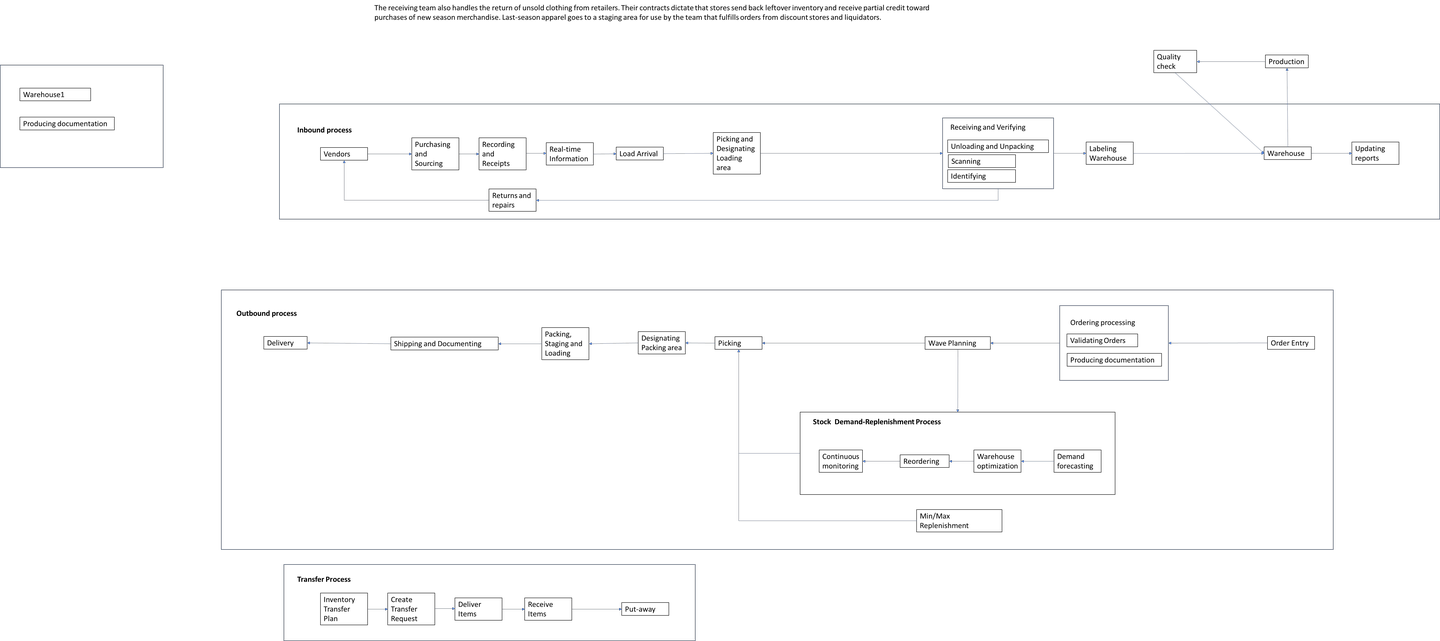 The receiving team also handles the return of unsold clothing from retailers. Their contracts dictate that stores send back leftover inventory and receive partial credit toward
purchases of new season merchandise. Last-season apparel goes to a staging area for use by the team that fulfills orders from discount stores and liquidators.
Quality
check
Production
Warehouse1
Producing documentation
Inbound process
Vendors
Purchasing
and
Sourcing
Recording
and
Receipts
Real-time
Information
Load Arrival
Picking and
Designating
Loading
area
Receiving and Verifying
Unloading and Unpacking
Scanning
Identifying
Labeling
Warehouse
Warehouse
Updating
reports
Returns and
repairs
Outbound process
Delivery
Shipping and Documenting
Packing,
Staging and
Loading
Designating
Packing area
Picking
Wave Planning
Ordering processing
Validating Orders
Producing documentation
Order Entry
Stock  Demand-Replenishment Process
Continuous
monitoring
Reordering
Warehouse
optimization
Demand
forecasting
Min/Max
Replenishment
Transfer Process
Inventory
Transfer
Plan
Create
Transfer
Request
Deliver
Items
Receive
Items
Put-away